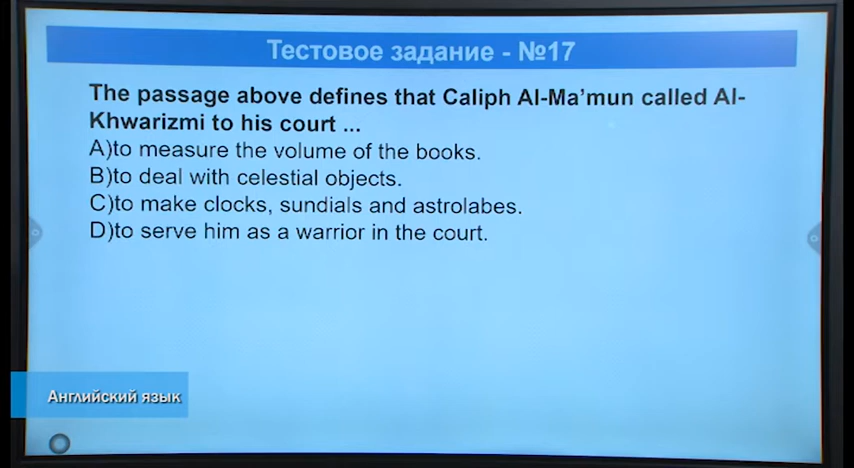 Тестовое задание - №17
The passage above defines that Caliph Al-Ma'mun called Al-
Khwarizmi to his court ...
A)to measure the volume of the books.
B)to deal with celestial objects.
C)to make clocks, sundials and astrolabes.
D)to serve him as a warrior in the court.
Английский язык